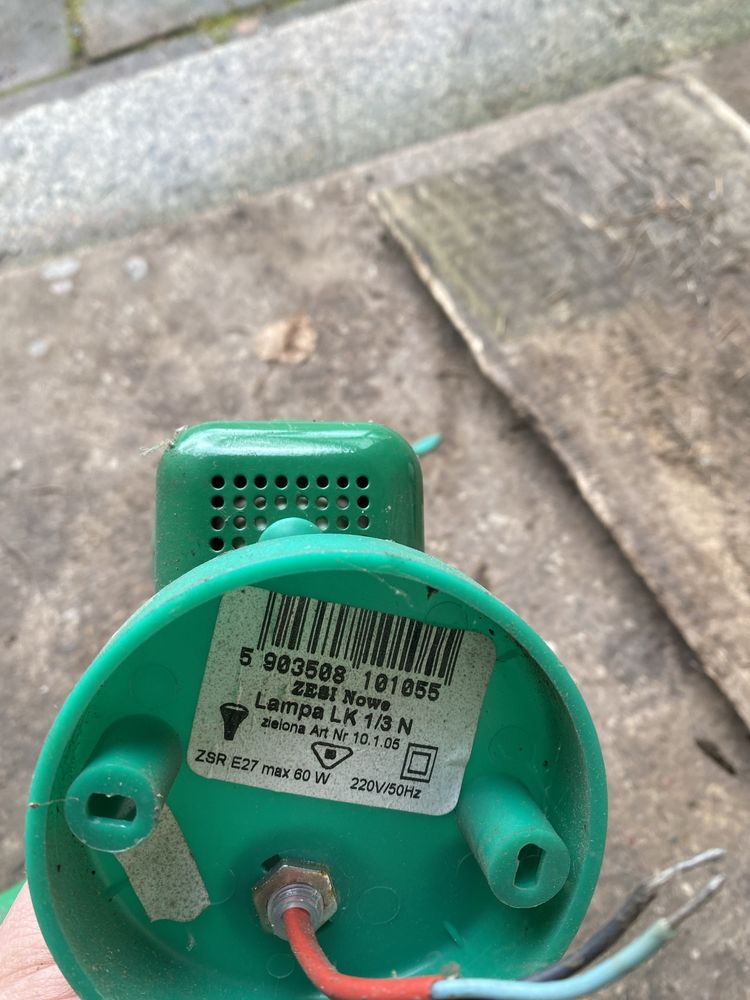 5 903508 101055
ZESI Nowe
Lampa LK 1/3 N
zielona Art Nr 10.1.05
ZSR E27 max 60 W 220V/50Hz